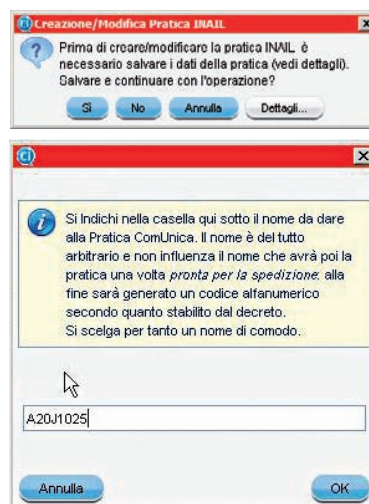 Creazione/Modifica Pratica INAIL
Prima di creare/modificare la pratica INAIL è
necessario salvare i dati della pratica (vedi dettagli).
Salvare e continuare con l'operazione?
Sì No Annulla Dettagli...
Si Indichi nella casella qui sotto il nome da dare
alla Pratica ComUnica. Il nome è del tutto
arbitrario e non influenza il nome che avrà poi la
pratica una volta pronta per la spedizione: alla
fine sarà generato un codice alfanumerico
secondo quanto stabilito dal decreto.
Si scelga per tanto un nome di comodo.
A20J1025
Annulla OK